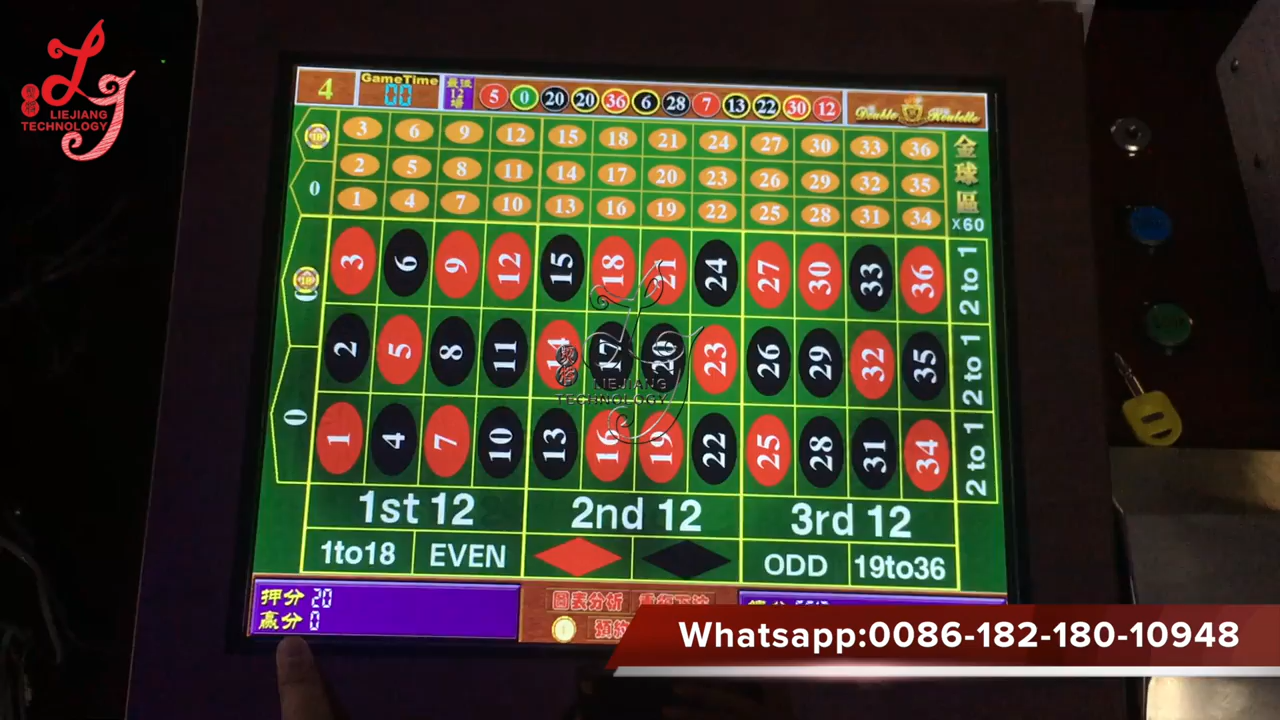 LIEJIANG
TECHNOLOGY
4
GameTime
00
5 0 20 20 36 6 28 7 13 22 30 12
Double Roulette
3 6 9 12 15 18 21 24 27 30 33 36
0 2 5 8 11 14 17 20 23 26 29 32 35
1 4 7 10 13 16 19 22 25 28 31 34
金球區
X60
3 6 9 12 15 18 21 24 27 30 33 36 2 to 1
2 5 8 11 14 17 20 23 26 29 32 35 2 to 1
0 1 4 7 10 13 16 19 22 25 28 31 34 2 to 1
LIEJIANG
TECHNOLOGY
1st 12 2nd 12 3rd 12
1to18 EVEN ODD 19to36
押分 20
贏分 0
圖表分析
預約
Whatsapp:0086-182-180-10948